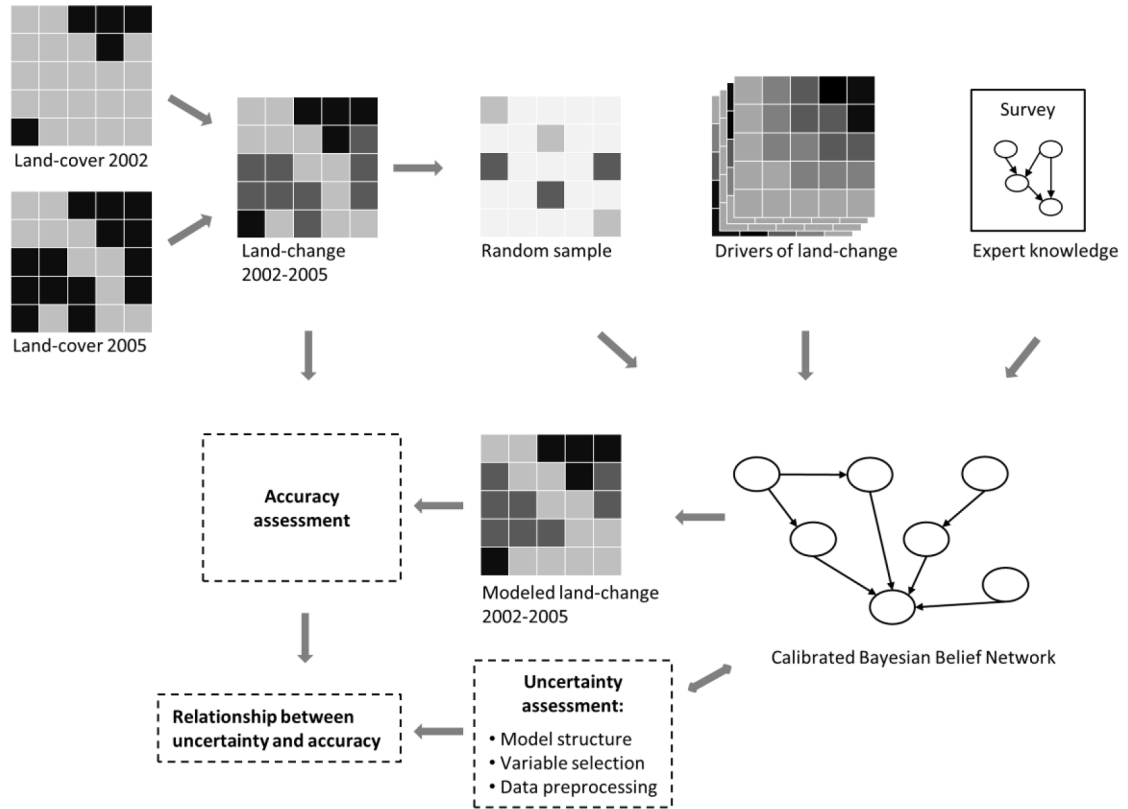 Land-cover 2002
Land-cover 2005
Land-change
2002-2005
Random sample
Drivers of land-change
Survey
Expert knowledge
Accuracy
assessment
Modeled land-change
2002-2005
Calibrated Bayesian Belief Network
Relationship between
uncertainty and accuracy
Uncertainty
assessment:
• Model structure
• Variable selection
• Data preprocessing